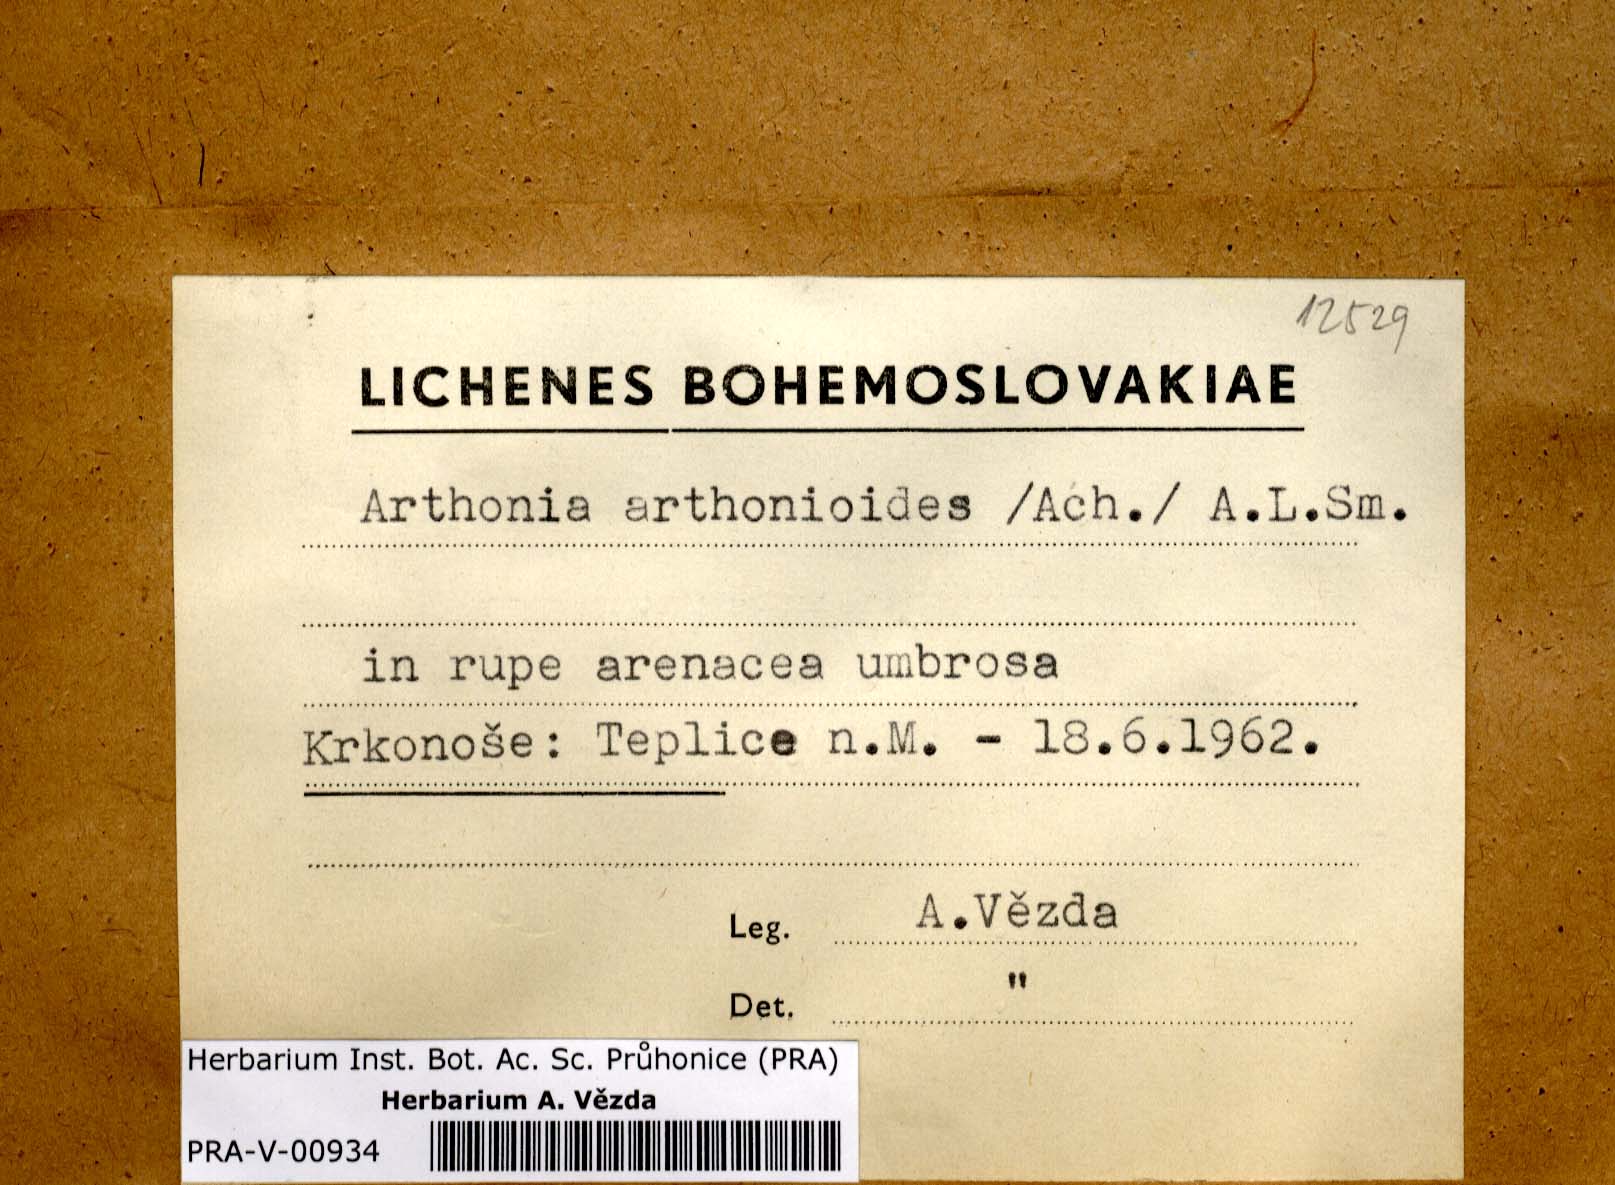 12529
LICHENES BOHEMOSLOVAKIAE
Arthonia arthonioides /Ach./ A.L.Sm.
in rupe arenacea umbrosa
Krkonoše: Teplice n.M. - 18.6.1962.
Leg. A.Vězda
Det. "
Herbarium Inst. Bot. Ac. Sc. Průhonice (PRA)
Herbarium A. Vězda
PRA-V-00934